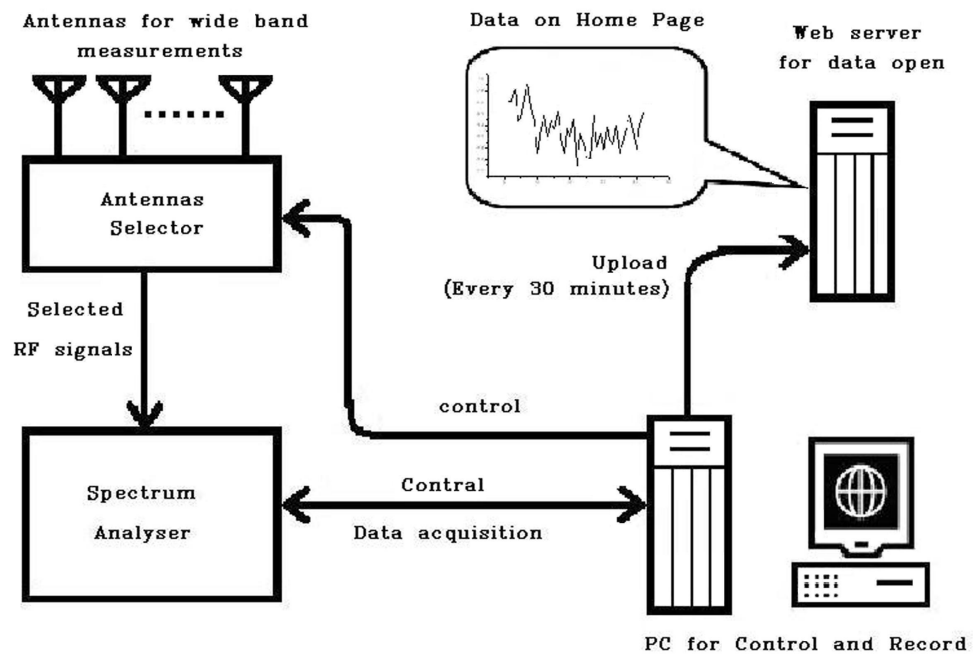 Antennas for wide band
measurements
Data on Home Page
Web server
for data open
Antennas
Selector
Upload
(Every 30 minutes)
Selected
RF signals
control
Spectrum
Analyser
Contral
Data acquisition
PC for Control and Record